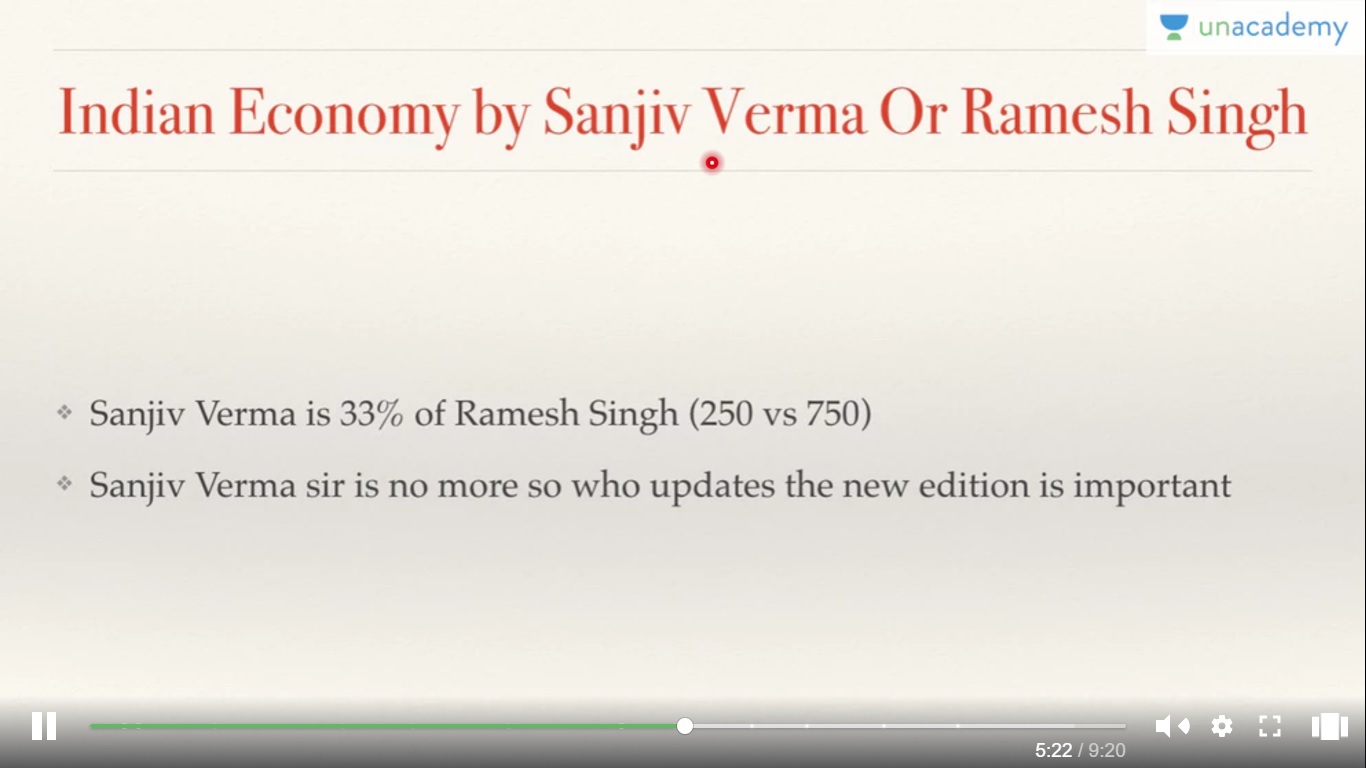 unacademy
Indian Economy by Sanjiv Verma Or Ramesh Singh
Sanjiv Verma is 33% of Ramesh Singh (250 vs 750)
Sanjiv Verma sir is no more so who updates the new edition is important
5:22 / 9:20